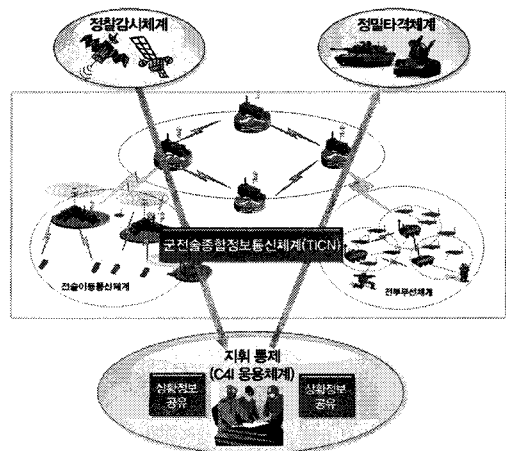 정찰감시체계
정밀타격체계
군전술종합정보통신체계(TICN)
전술이동통신체계
전투무선체계
지휘 통제
(C4I 응용체계)
상황정보
공유
상황정보
공유